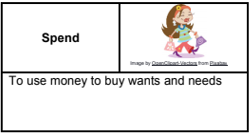 Spend
Image by OpenClipart-Vectors from Pixabay
To use money to buy wants and needs